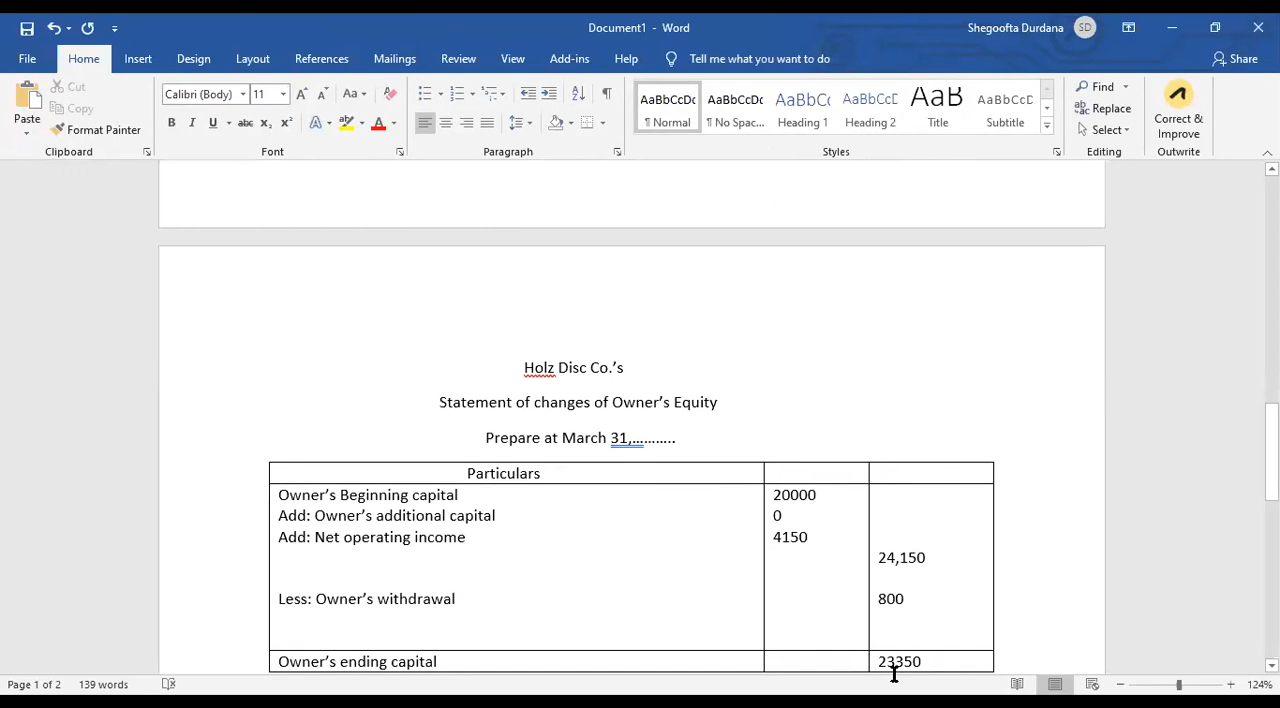 Document1 - Word
Shegoofta Durdana SD
File Home Insert Design Layout References Mailings Review View Add-ins Help Tell me what you want to do Share
Paste
Cut
Copy
Format Painter
Clipboard
Calibri (Body) 11
Font
Paragraph
AaBbCcDc AaBbCcDc AaBbCc AaBbCcD AaB AaBbCcD
¶ Normal ¶ No Spac... Heading 1 Heading 2 Title Subtitle
Styles
Find
Replace
Select
Editing
Correct &
Improve
Outwrite
Holz Disc Co.’s
Statement of changes of Owner’s Equity
Prepare at March 31,………..
Particulars
Owner’s Beginning capital 20000
Add: Owner’s additional capital 0
Add: Net operating income 4150
24,150
Less: Owner’s withdrawal 800
Owner’s ending capital 23350
Page 1 of 2 139 words 124%